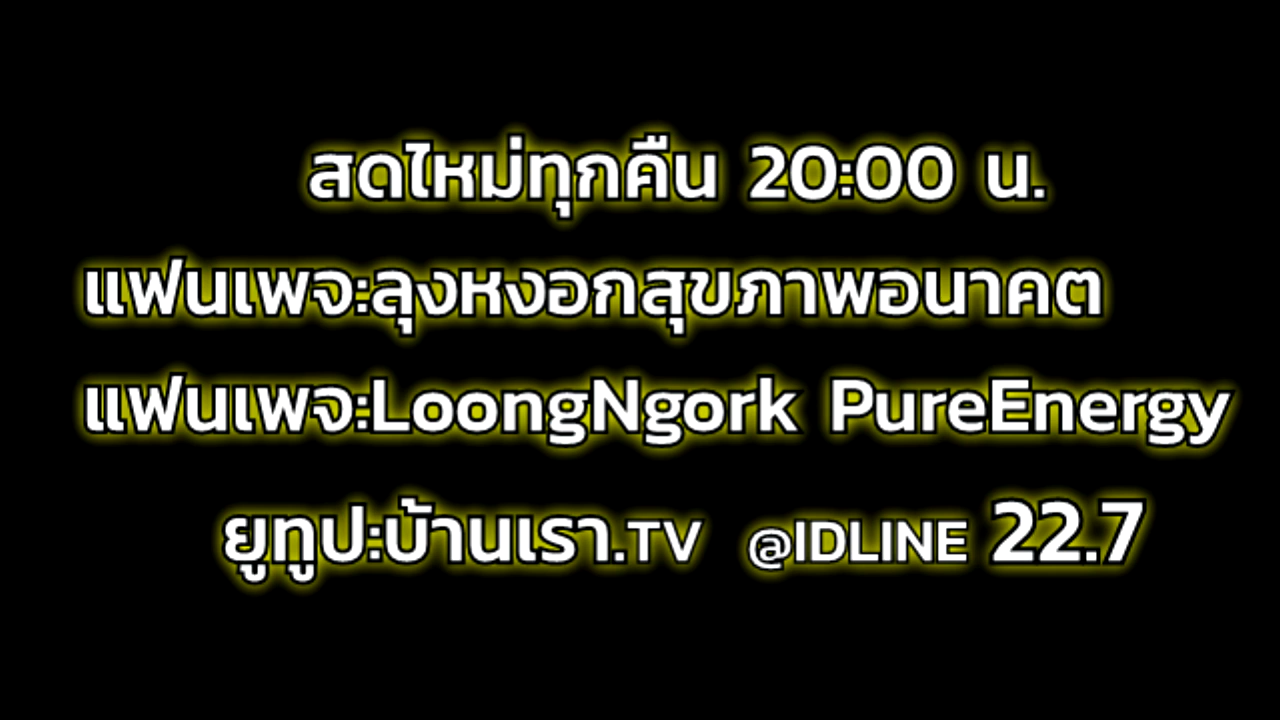 สดไหม่ทุกคืน 20:00 น.
แฟนเพจ:ลุงหงอกสุขภาพอนาคต
แฟนเพจ:LoongNgork PureEnergy
ยูทูป:บ้านเรา.TV @IDLINE 22.7